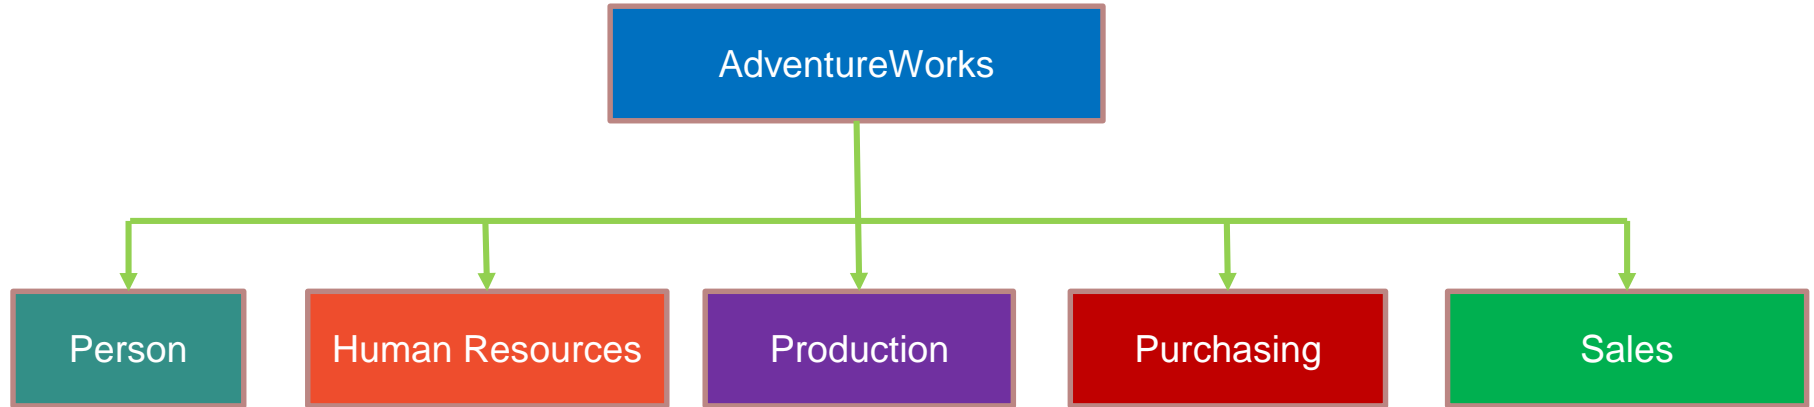 AdventureWorks
Person
Human Resources
Production
Purchasing
Sales